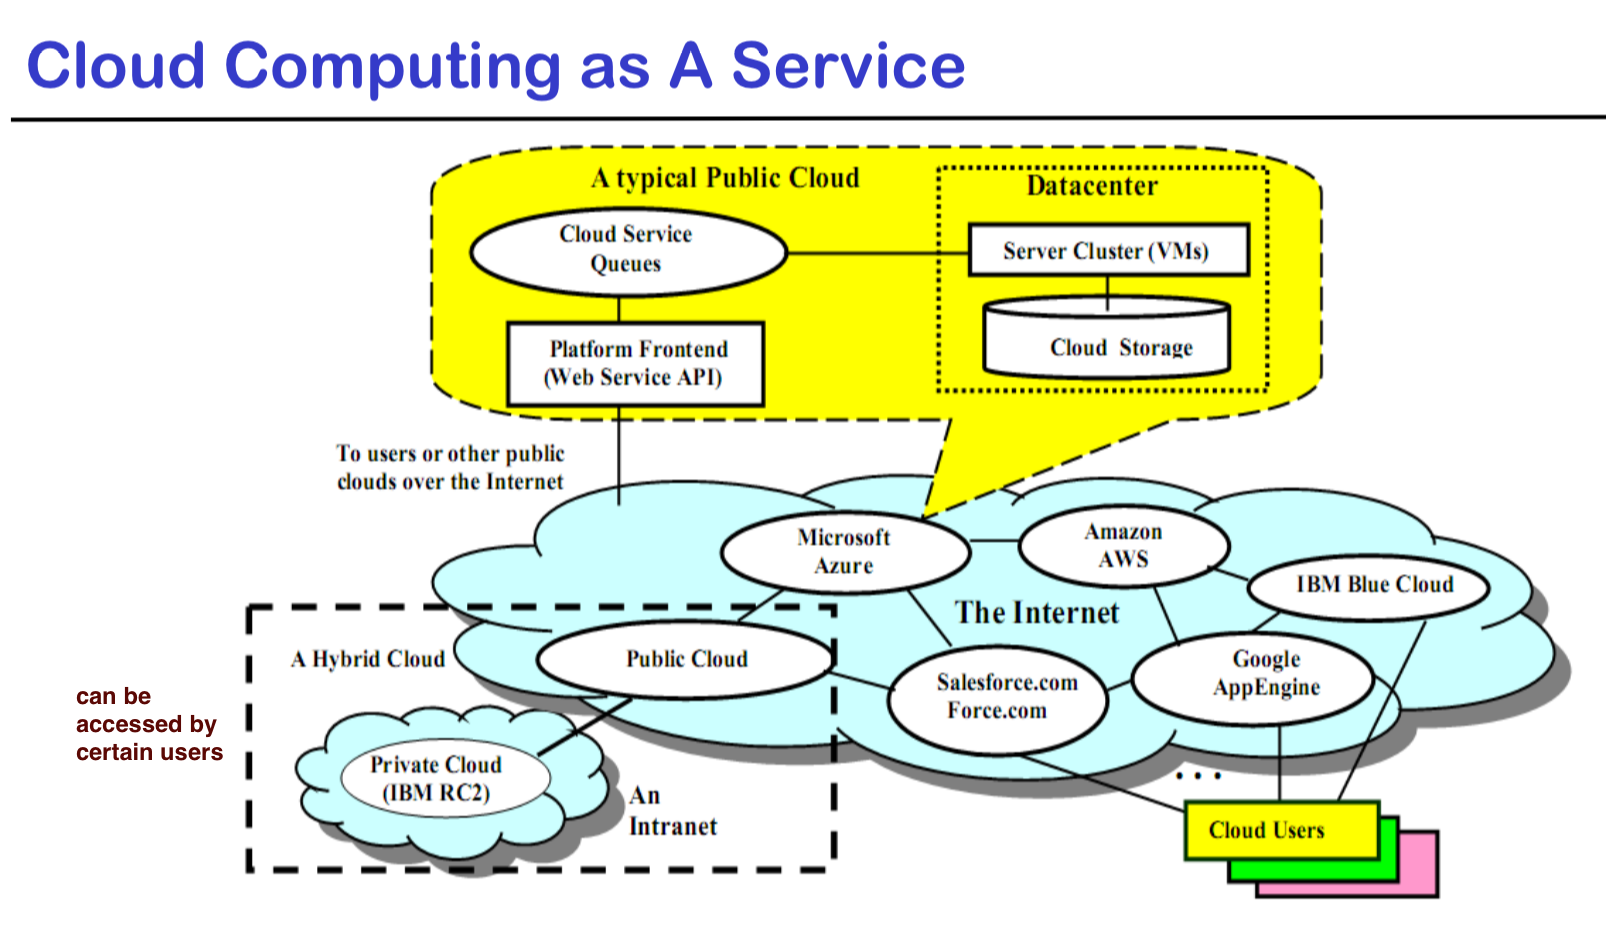 Cloud Computing as A Service
A typical Public Cloud
Datacenter
Cloud Service
Queues
Server Cluster (VMs)
Platform Frontend
(Web Service API)
Cloud Storage
To users or other public
clouds over the Internet
Microsoft
Azure
Amazon
AWS
IBM Blue Cloud
The Internet
A Hybrid Cloud
Public Cloud
Salesforce.com
Force.com
Google
AppEngine
can be
accessed by
certain users
Private Cloud
(IBM RC2)
An
Intranet
...
Cloud Users